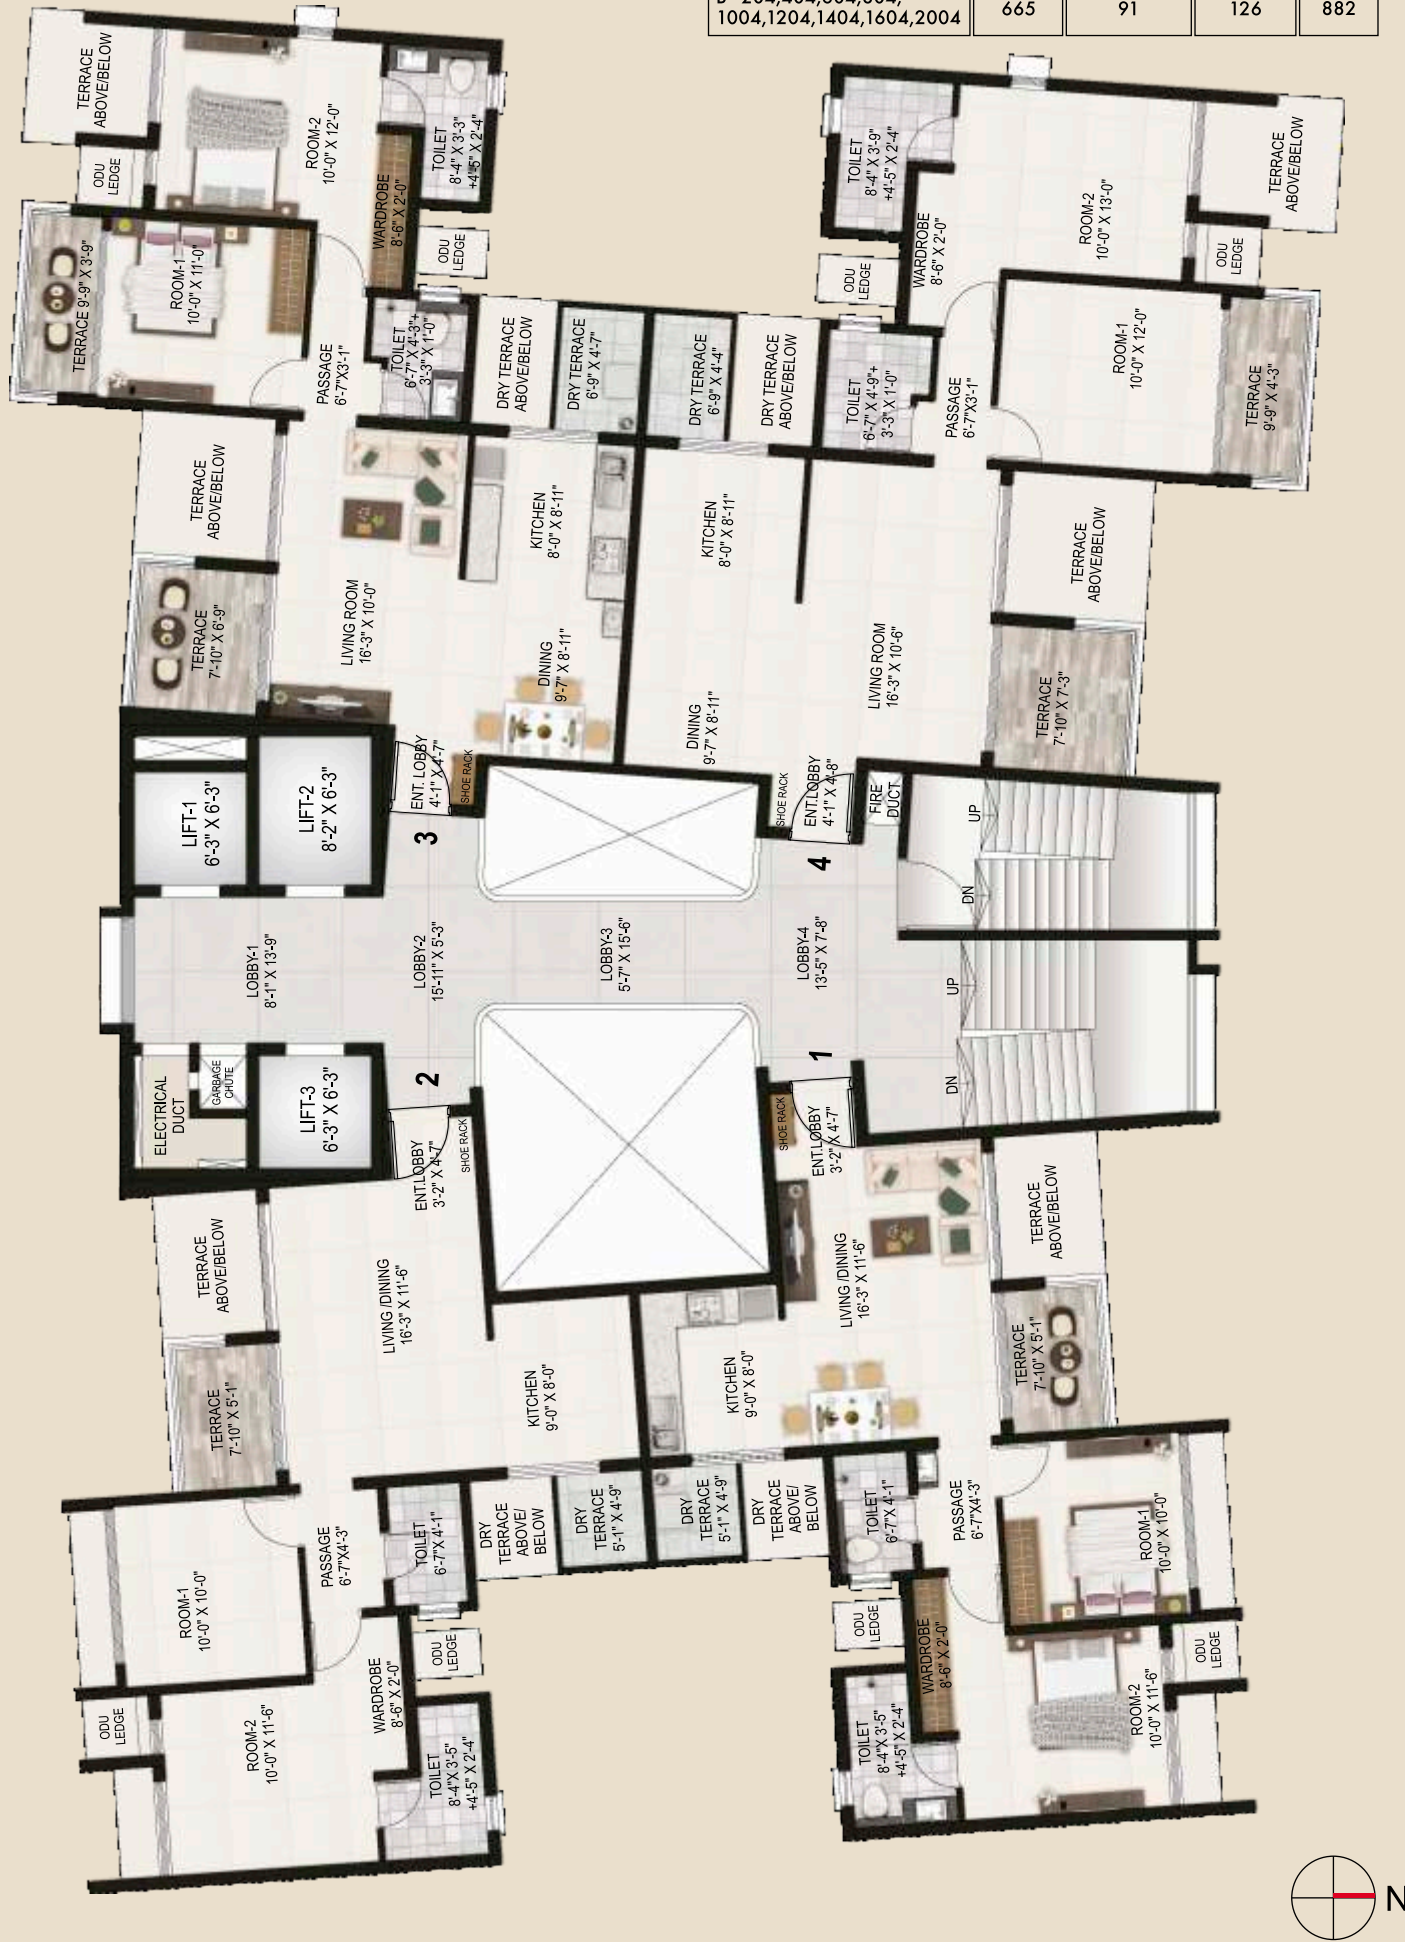 1004,1204,1404,1604,2004
665
91
126
882
TERRACE
ABOVE/BELOW
ODU
LEDGE
ROOM-2
10'-0" X 12'-0"
TOILET
8'-4" X 3'-3"
+4'-5" X 2'-4"
WARDROBE
8'-6" X 2'-0"
ODU
LEDGE
TERRACE 9'-9" X 3'-9"
ROOM-1
10'-0" X 11'-0"
PASSAGE
6'-7"X3'-1"
TOILET
6'-7" X 4'-3"+
3'-3" X 1'-0"
DRY TERRACE
ABOVE/BELOW
DRY TERRACE
6'-9" X 4'-7"
TERRACE
ABOVE/BELOW
TERRACE
7'-10" X 6'-9"
LIVING ROOM
16'-3" X 10'-0"
KITCHEN
8'-0" X 8'-11"
DINING
9'-7" X 8'-11"
ENT. LOBBY
4'-1" X 4'-7"
SHOE RACK
3
TOILET
8'-4" X 3'-9"
+4'-5" X 2'-4"
WARDROBE
8'-6" X 2'-0"
ODU
LEDGE
ROOM-2
10'-0" X 13'-0"
TERRACE
ABOVE/BELOW
ODU
LEDGE
ROOM-1
10'-0" X 12'-0"
TERRACE
9'-9" X 4'-3"
DRY TERRACE
6'-9" X 4'-4"
DRY TERRACE
ABOVE/BELOW
TOILET
6'-7" X 4'-9"+
3'-3" X 1'-0"
PASSAGE
6'-7"X3'-1"
KITCHEN
8'-0" X 8'-11"
DINING
9'-7" X 8'-11"
LIVING ROOM
16'-3" X 10'-6"
TERRACE
ABOVE/BELOW
TERRACE
7'-10" X 7'-3"
SHOE RACK
ENT.LOBBY
4'-1" X 4'-8"
FIRE
DUCT
4
LIFT-1
6'-3" X 6'-3"
LIFT-2
8'-2" X 6'-3"
LOBBY-1
8'-1" X 13'-9"
LOBBY-2
15'-11" X 5'-3"
LOBBY-3
5'-7" X 15'-6"
LOBBY-4
13'-5" X 7'-8"
UP
DN
UP
DN
ELECTRICAL
DUCT
GARBAGE
CHUTE
LIFT-3
6'-3" X 6'-3"
2
ENT.LOBBY
3'-2" X 4'-7"
SHOE RACK
TERRACE
ABOVE/BELOW
TERRACE
7'-10" X 5'-1"
LIVING /DINING
16'-3" X 11'-6"
KITCHEN
9'-0" X 8'-0"
PASSAGE
6'-7"X4'-3"
TOILET
6'-7"X 4'-1"
DRY
TERRACE
ABOVE/
BELOW
DRY
TERRACE
5'-1" X 4'-9"
ROOM-1
10'-0" X 10'-0"
ODU
LEDGE
ROOM-2
10'-0" X 11'-6"
WARDROBE
8'-6" X 2'-0"
ODU
LEDGE
TOILET
8'-4"X 3'-5"
+4'-5" X 2'-4"
1
SHOE RACK
ENT.LOBBY
3'-2" X 4'-7"
LIVING /DINING
16'-3" X 11'-6"
KITCHEN
9'-0" X 8'-0"
TERRACE
ABOVE/BELOW
TERRACE
7'-10" X 5'-1"
DRY
TERRACE
5'-1" X 4'-9"
DRY
TERRACE
ABOVE/
BELOW
TOILET
6'-7"X 4'-1"
PASSAGE
6'-7"X4'-3"
ROOM-1
10'-0" X 10'-0"
ODU
LEDGE
WARDROBE
8'-6" X 2'-0"
TOILET
8'-4"X 3'-5"
+4'-5" X 2'-4"
ROOM-2
10'-0" X 11'-6"
ODU
LEDGE
N